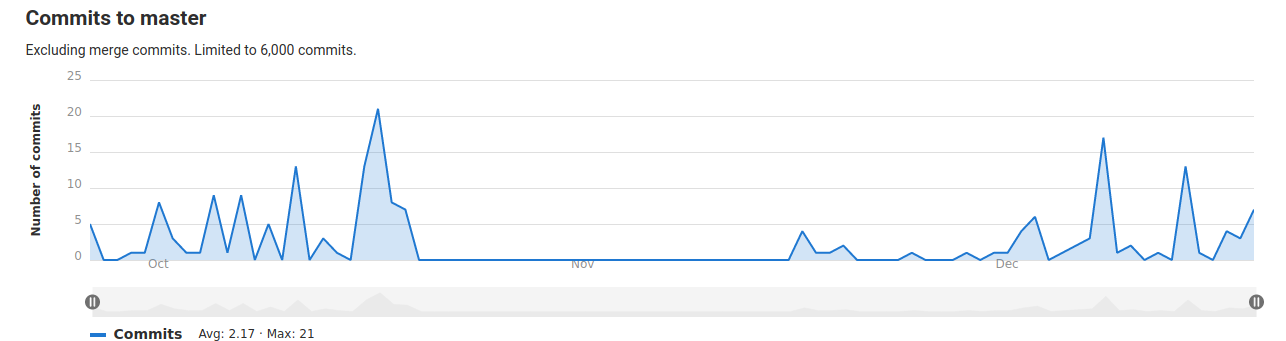 Commits to master
Excluding merge commits. Limited to 6,000 commits.
Number of commits
25
20
15
10
5
0
Oct
Nov
Dec
Commits Avg: 2.17 · Max: 21